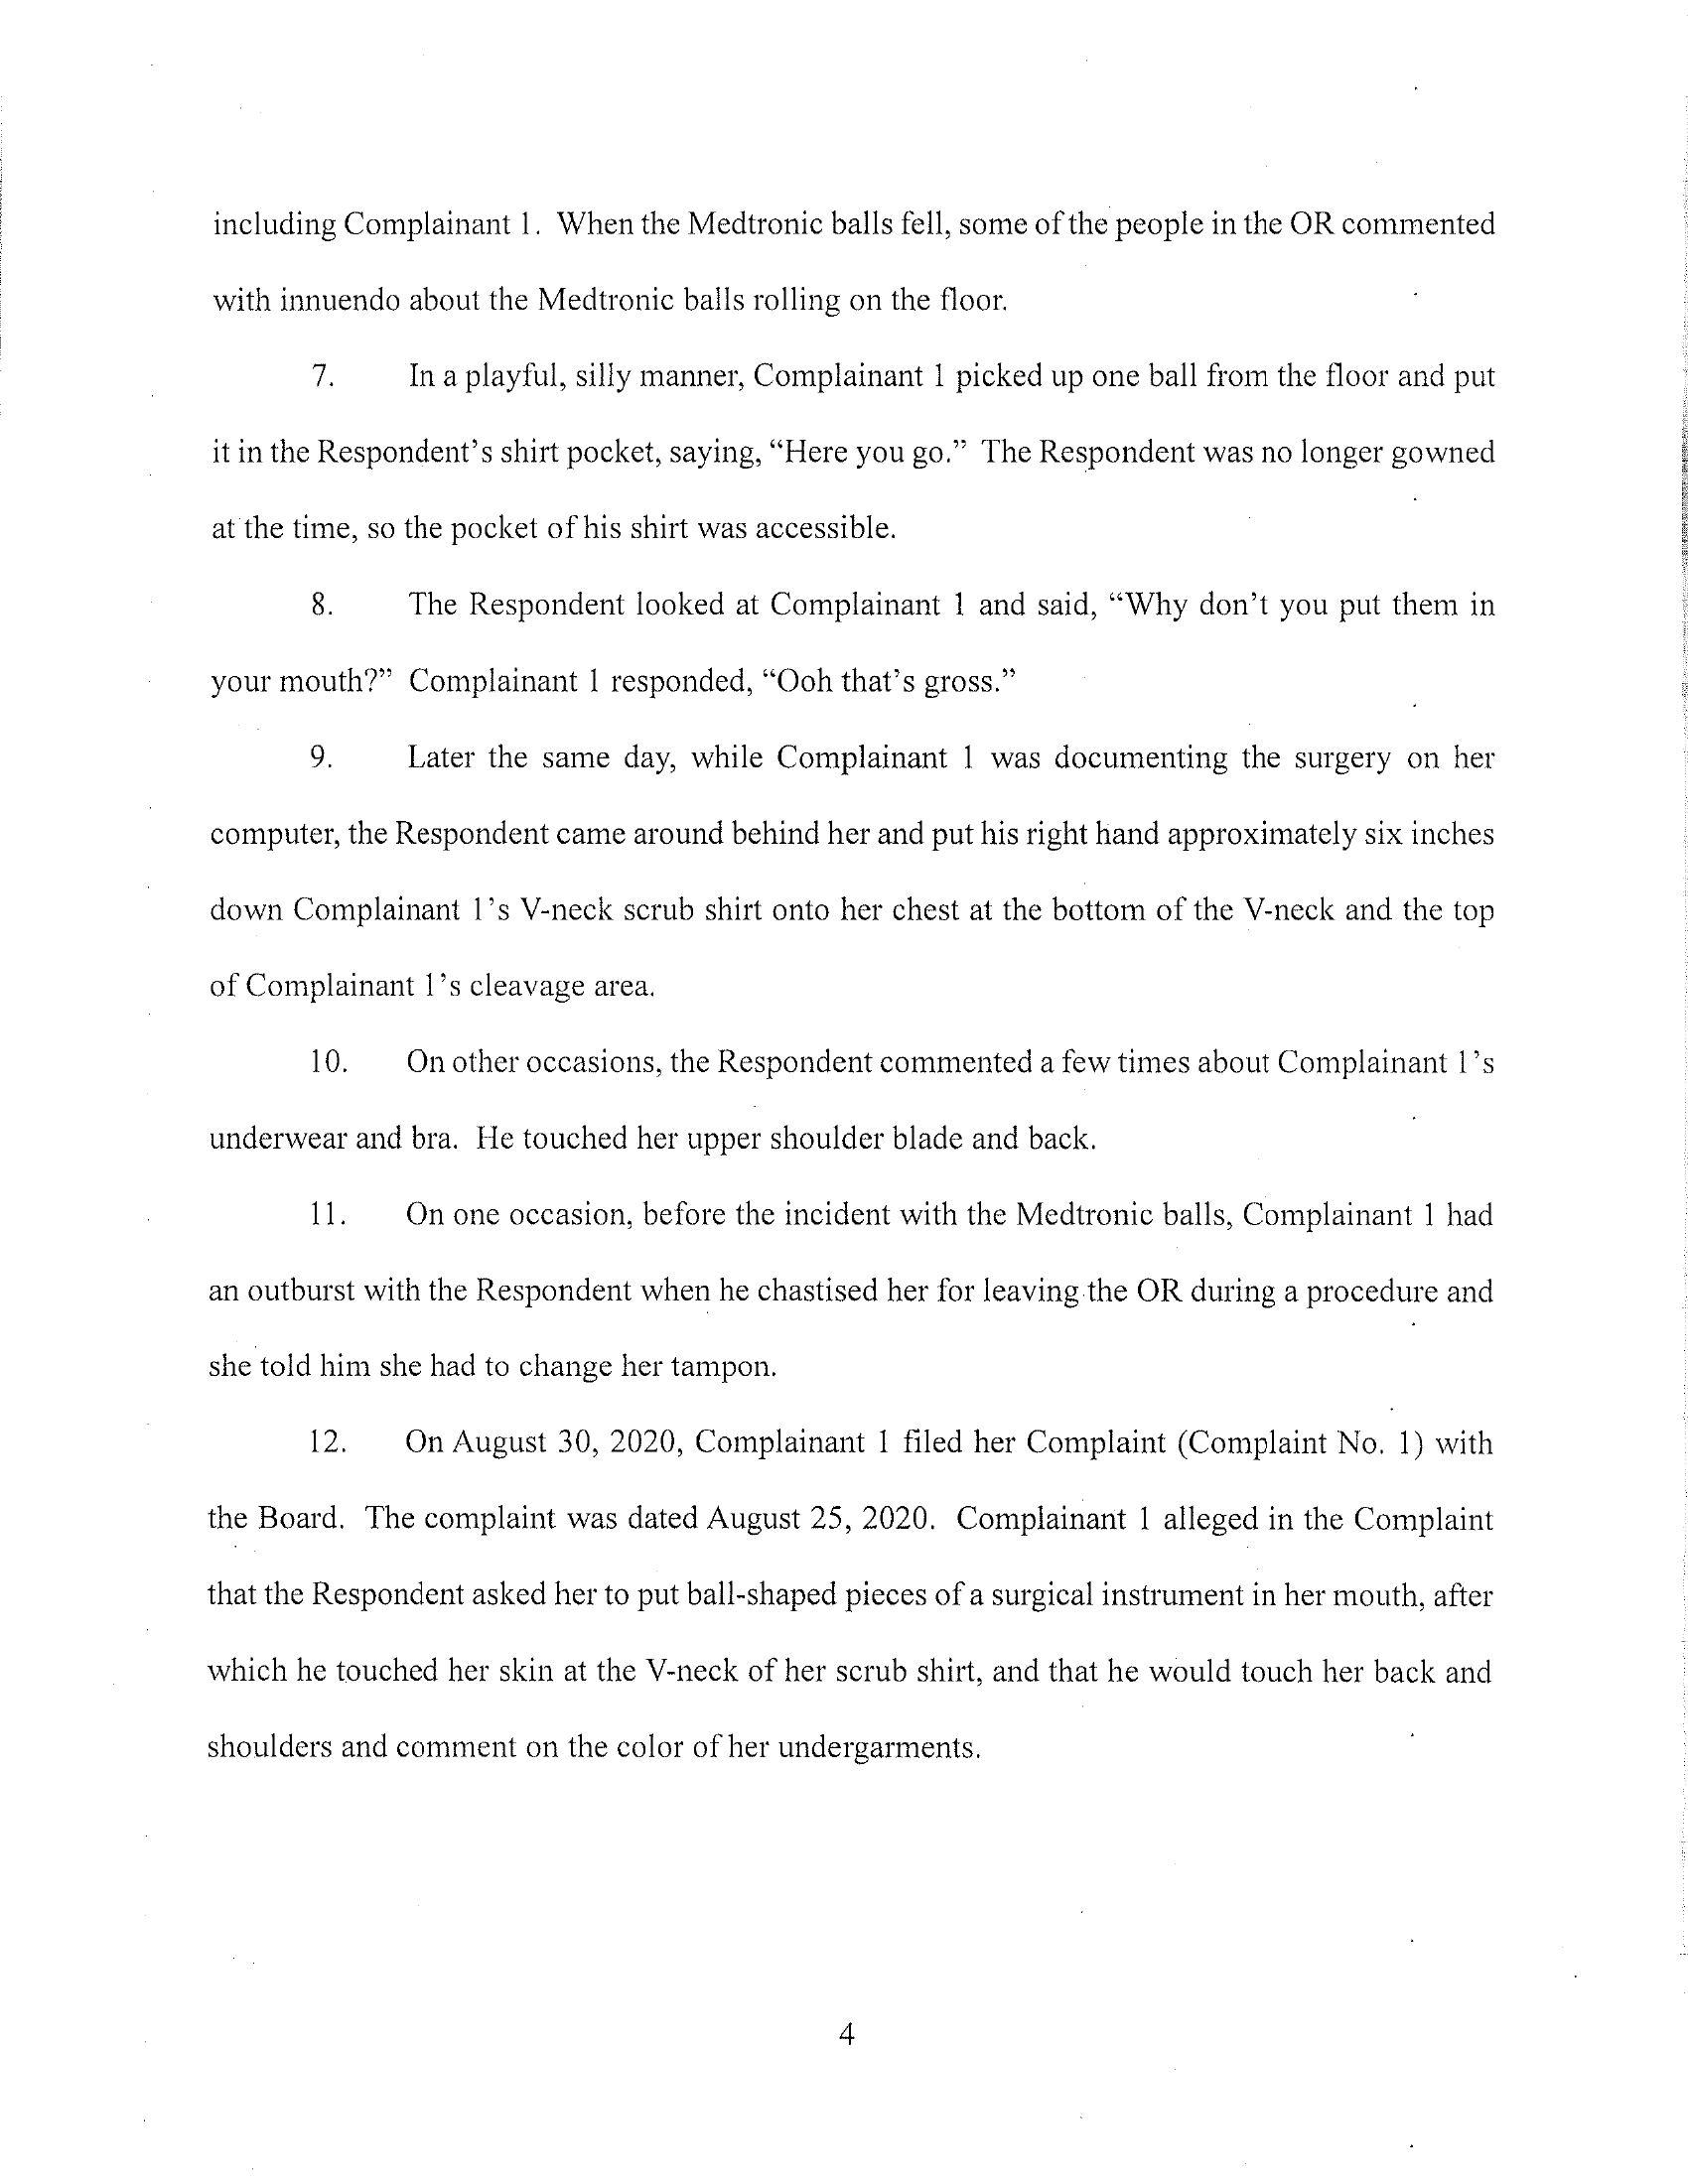 including Complainant 1. When the Medtronic balls fell, some of the people in the OR commented
with innuendo about the Medtronic balls rolling on the floor.
7. In a playful, silly manner, Complainant 1 picked up one ball from the floor and put
it in the Respondent's shirt pocket, saying, “Here you go.” The Respondent was no longer gowned
at the time, so the pocket of his shirt was accessible.
8. The Respondent looked at Complainant 1 and said, “Why don't you put them in
your mouth?” Complainant 1 responded, “Ooh that's gross.”
9. Later the same day, while Complainant 1 was documenting the surgery on her
computer, the Respondent came around behind her and put his right hand approximately six inches
down Complainant 1's V-neck scrub shirt onto her chest at the bottom of the V-neck and the top
of Complainant 1's cleavage area.
10. On other occasions, the Respondent commented a few times about Complainant 1's
underwear and bra. He touched her upper shoulder blade and back.
11. On one occasion, before the incident with the Medtronic balls, Complainant 1 had
an outburst with the Respondent when he chastised her for leaving the OR during a procedure and
she told him she had to change her tampon.
12. On August 30, 2020, Complainant 1 filed her Complaint (Complaint No. 1) with
the Board. The complaint was dated August 25, 2020. Complainant 1 alleged in the Complaint
that the Respondent asked her to put ball-shaped pieces of a surgical instrument in her mouth, after
which he touched her skin at the V-neck of her scrub shirt, and that he would touch her back and
shoulders and comment on the color of her undergarments.
4